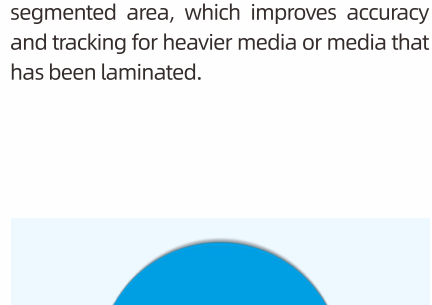 segmented area, which improves accuracy
and tracking for heavier media or media that
has been laminated.